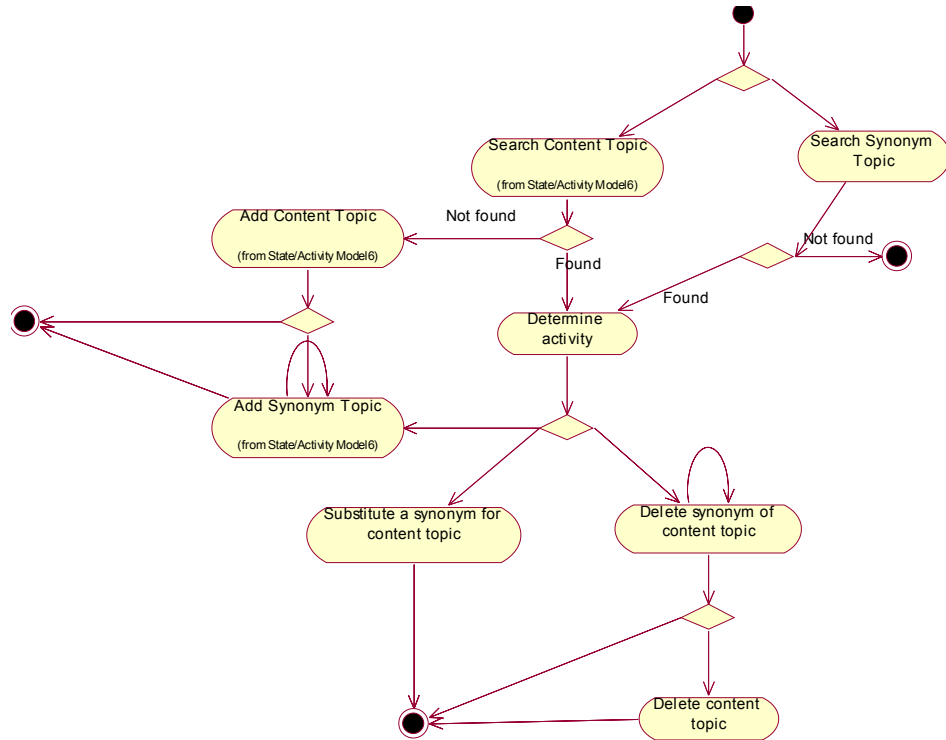 Search Content Topic
(from State/Activity Model6)
Search Synonym
Topic
Add Content Topic
(from State/Activity Model6)
Not found
Not found
Found
Found
Determine
activity
Add Synonym Topic
(from State/Activity Model6)
Substitute a synonym for
content topic
Delete synonym of
content topic
Delete content
topic